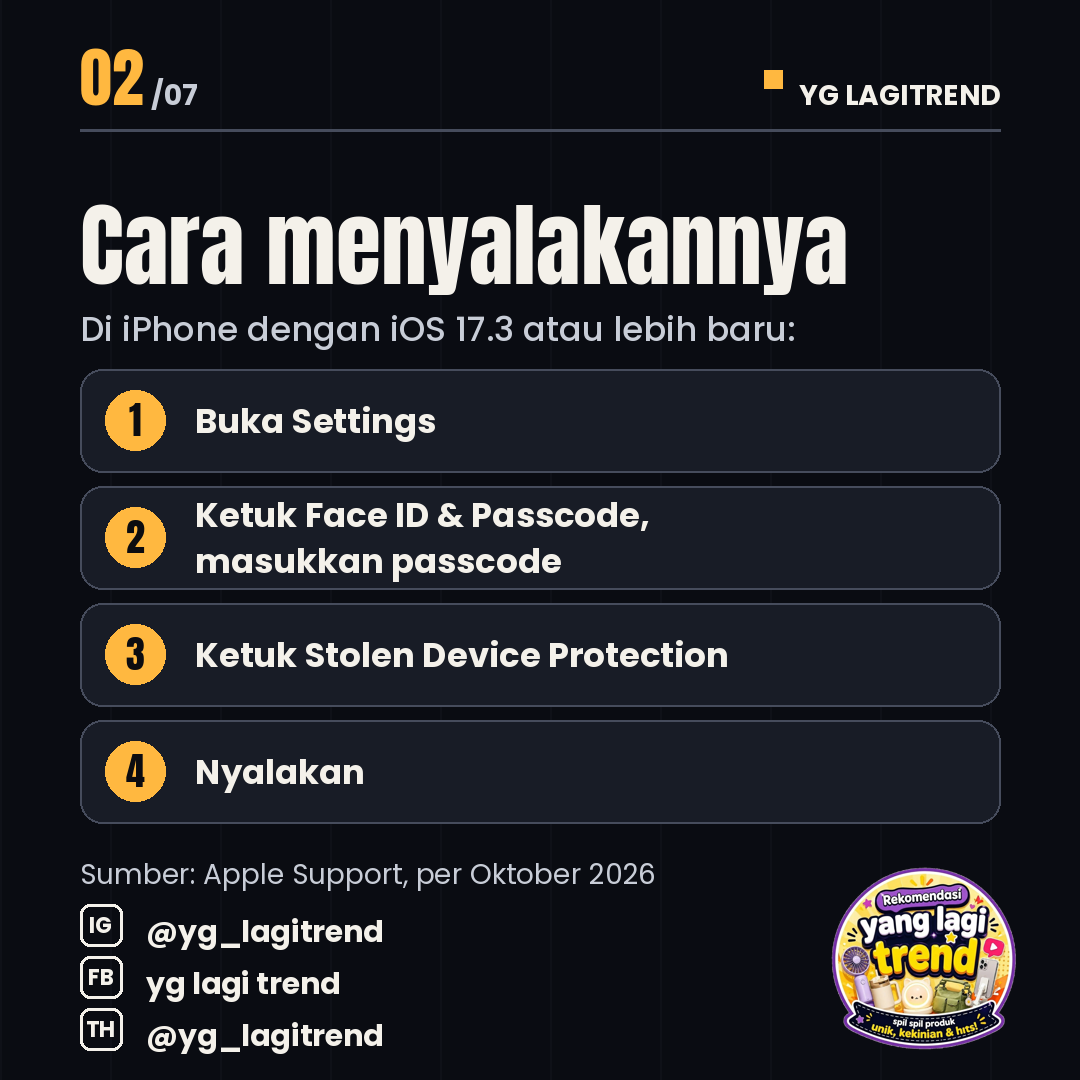 02 /07
YG LAGITREND
Cara menyalakannya
Di iPhone dengan iOS 17.3 atau lebih baru:
1 Buka Settings
2 Ketuk Face ID & Passcode,
masukkan passcode
3 Ketuk Stolen Device Protection
4 Nyalakan
Sumber: Apple Support, per Oktober 2026
IG @yg_lagitrend
FB yg lagi trend
TH @yg_lagitrend
Rekomendasi
yang lagi
trend
spil spil produk
unik, kekinian & hits!